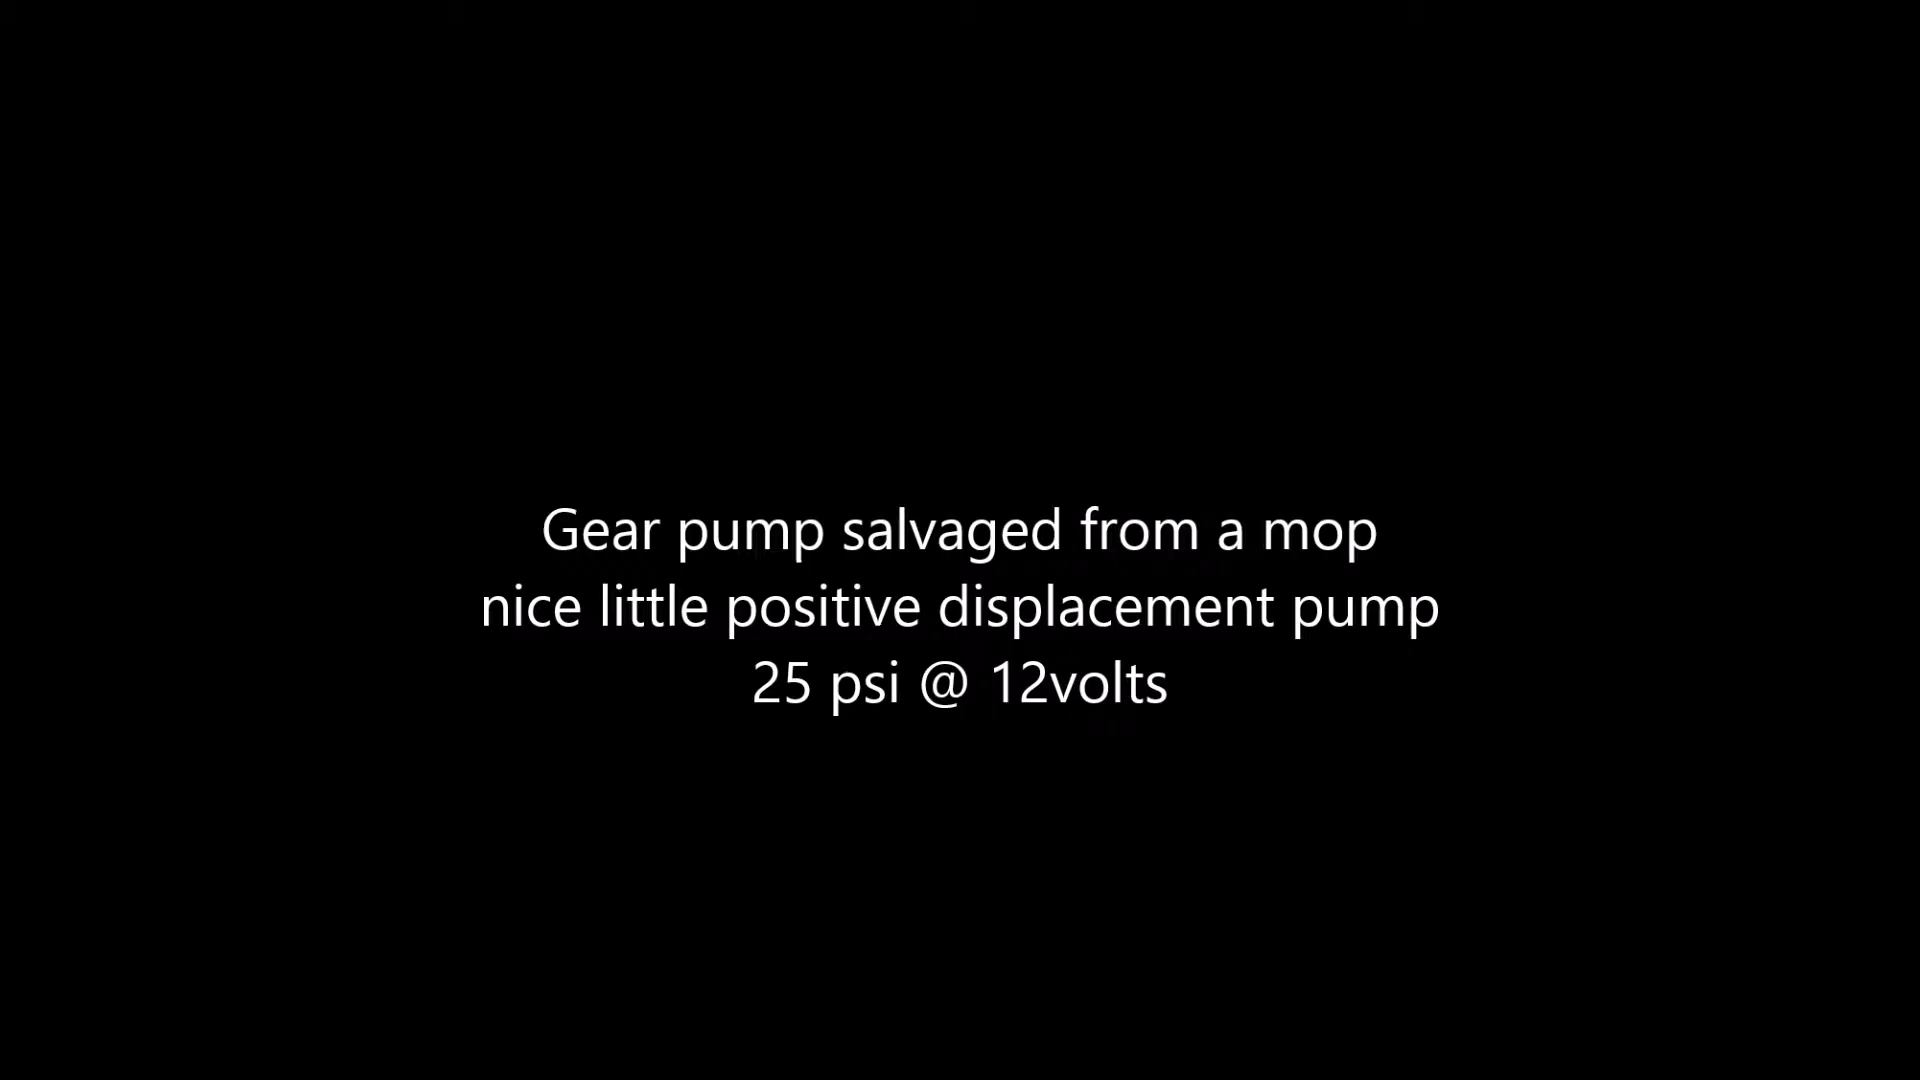 Gear pump salvaged from a mop
nice little positive displacement pump
25 psi @ 12volts